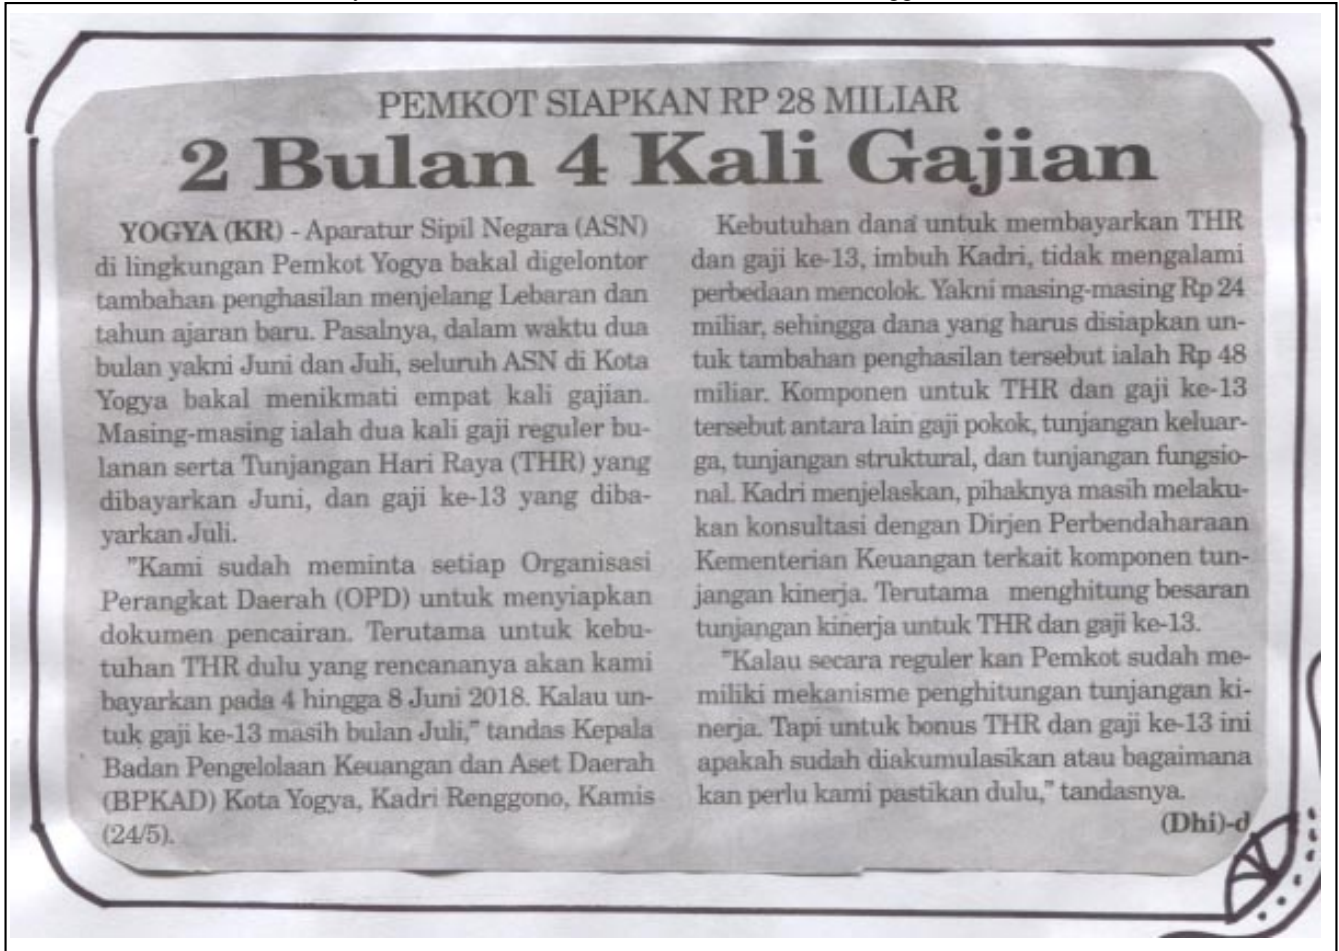 PEMKOT SIAPKAN RP 28 MILIAR
2 Bulan 4 Kali Gajian
YOGYA (KR) - Aparatur Sipil Negara (ASN)
di lingkungan Pemkot Yogya bakal digelontor
tambahan penghasilan menjelang Lebaran dan
tahun ajaran baru. Pasalnya, dalam waktu dua
bulan yakni Juni dan Juli, seluruh ASN di Kota
Yogya bakal menikmati empat kali gajian.
Masing-masing ialah dua kali gaji reguler bu-
lanan serta Tunjangan Hari Raya (THR) yang
dibayarkan Juni, dan gaji ke-13 yang diba-
yarkan Juli.
"Kami sudah meminta setiap Organisasi
Perangkat Daerah (OPD) untuk menyiapkan
dokumen pencairan. Terutama untuk kebu-
tuhan THR dulu yang rencananya akan kami
bayarkan pada 4 hingga 8 Juni 2018. Kalau un-
tuk gaji ke-13 masih bulan Juli," tandas Kepala
Badan Pengelolaan Keuangan dan Aset Daerah
(BPKAD) Kota Yogya, Kadri Renggono, Kamis
(24/5).
Kebutuhan dana untuk membayarkan THR
dan gaji ke-13, imbuh Kadri, tidak mengalami
perbedaan mencolok. Yakni masing-masing Rp 24
miliar, sehingga dana yang harus disiapkan un-
tuk tambahan penghasilan tersebut ialah Rp 48
miliar. Komponen untuk THR dan gaji ke-13
tersebut antara lain gaji pokok, tunjangan keluar-
ga, tunjangan struktural, dan tunjangan fungsio-
nal. Kadri menjelaskan, pihaknya masih melaku-
kan konsultasi dengan Dirjen Perbendaharaan
Kementerian Keuangan terkait komponen tun-
jangan kinerja. Terutama menghitung besaran
tunjangan kinerja untuk THR dan gaji ke-13.
"Kalau secara reguler kan Pemkot sudah me-
miliki mekanisme penghitungan tunjangan ki-
nerja. Tapi untuk bonus THR dan gaji ke-13 ini
apakah sudah diakumulasikan atau bagaimana
kan perlu kami pastikan dulu," tandasnya.
(Dhi)-d